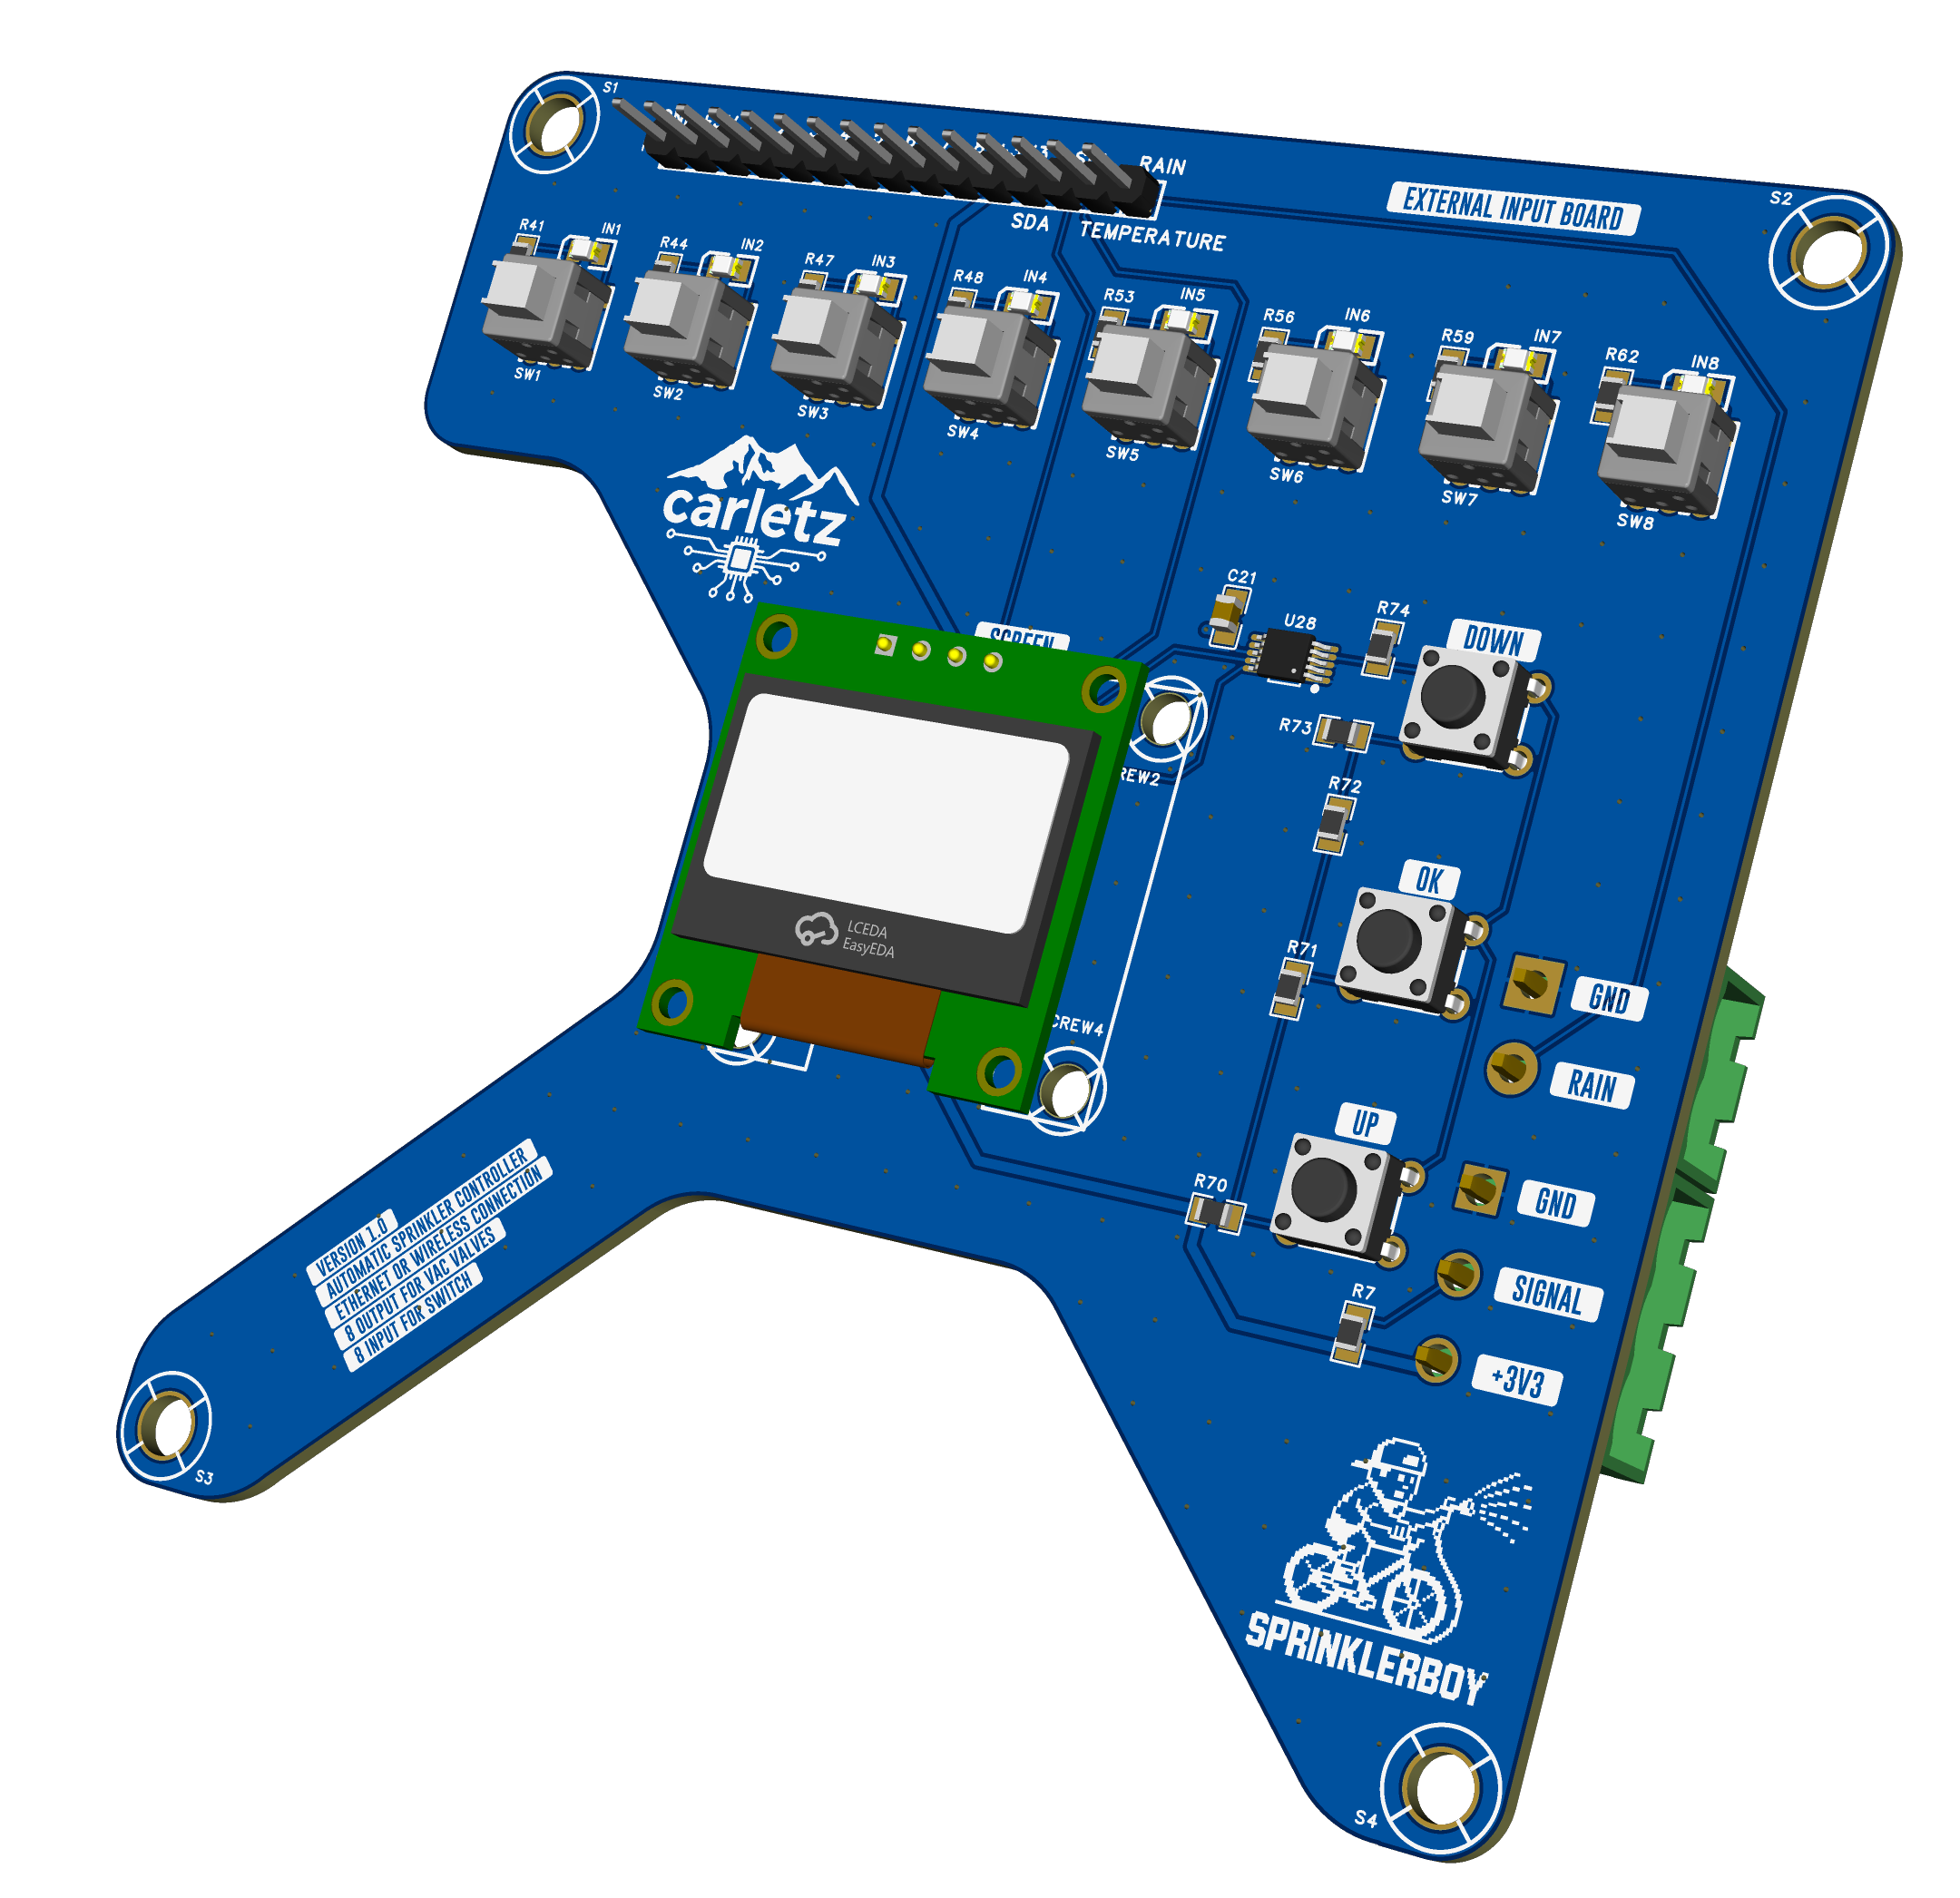 S1
RAIN
SDA
TEMPERATURE
EXTERNAL INPUT BOARD
S2
R41
IN1
R44
IN2
R47
IN3
R48
IN4
R53
IN5
R56
IN6
R59
IN7
R62
IN8
SW1
SW2
SW3
SW4
SW5
SW6
SW7
SW8
carletz
SCREEN
C21
U28
R74
DOWN
R73
REW2
R72
OK
LCEDA
EasyEDA
R71
GND
CREW4
RAIN
UP
R70
GND
SIGNAL
R7
+3V3
VERSION 1.0
AUTOMATIC SPRINKLER CONTROLLER
ETHERNET OR WIRELESS CONNECTION
8 OUTPUT FOR VAC VALVES
8 INPUT FOR SWITCH
S3
SPRINKLERBOY
S4